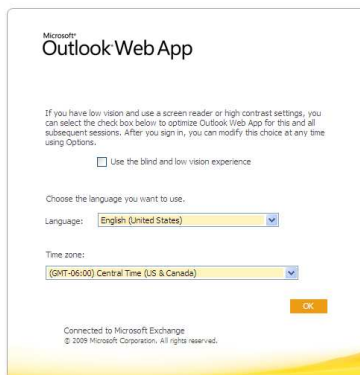 Microsoft®
Outlook Web App
If you have low vision and use a screen reader or high contrast settings, you
can select the check box below to optimize Outlook Web App for this and all
subsequent sessions. After you sign in, you can modify this choice at any time
using Options.
Use the blind and low vision experience
Choose the language you want to use.
Language: English (United States)
Time zone:
(GMT-06:00) Central Time (US & Canada)
OK
Connected to Microsoft Exchange
© 2009 Microsoft Corporation. All rights reserved.